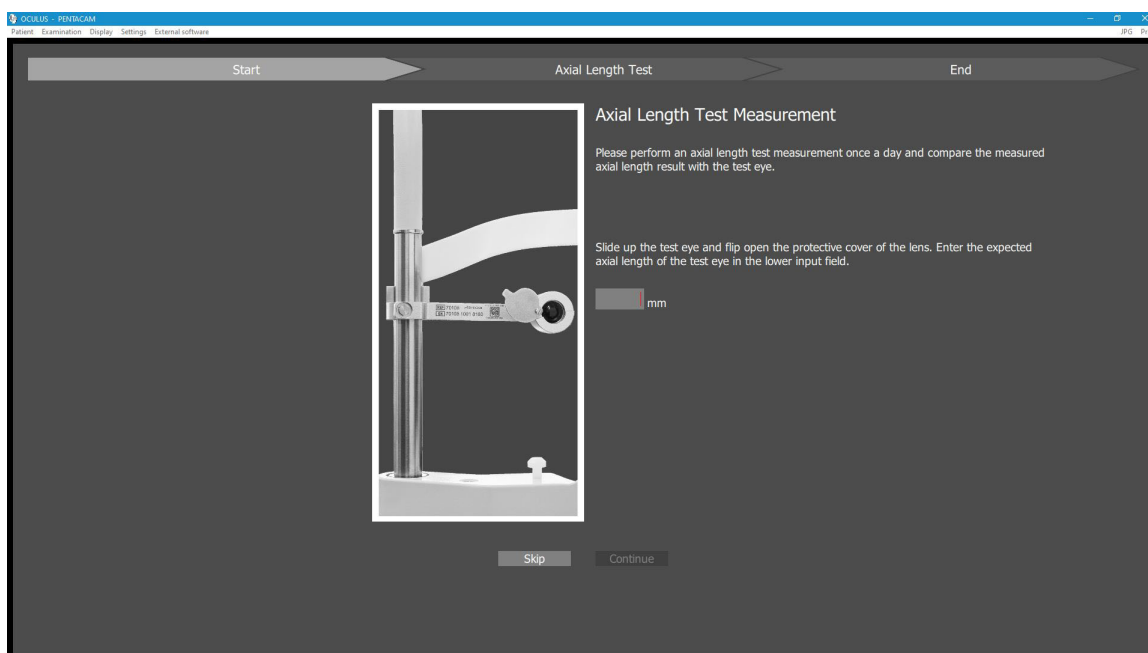 OCULUS - PENTACAM
Patient Examination Display Settings External software
JPG
Start
Axial Length Test
End
Axial Length Test Measurement
Please perform an axial length test measurement once a day and compare the measured
axial length result with the test eye.
Slide up the test eye and flip open the protective cover of the lens. Enter the expected
axial length of the test eye in the lower input field.
mm
70100
Skip
Continue